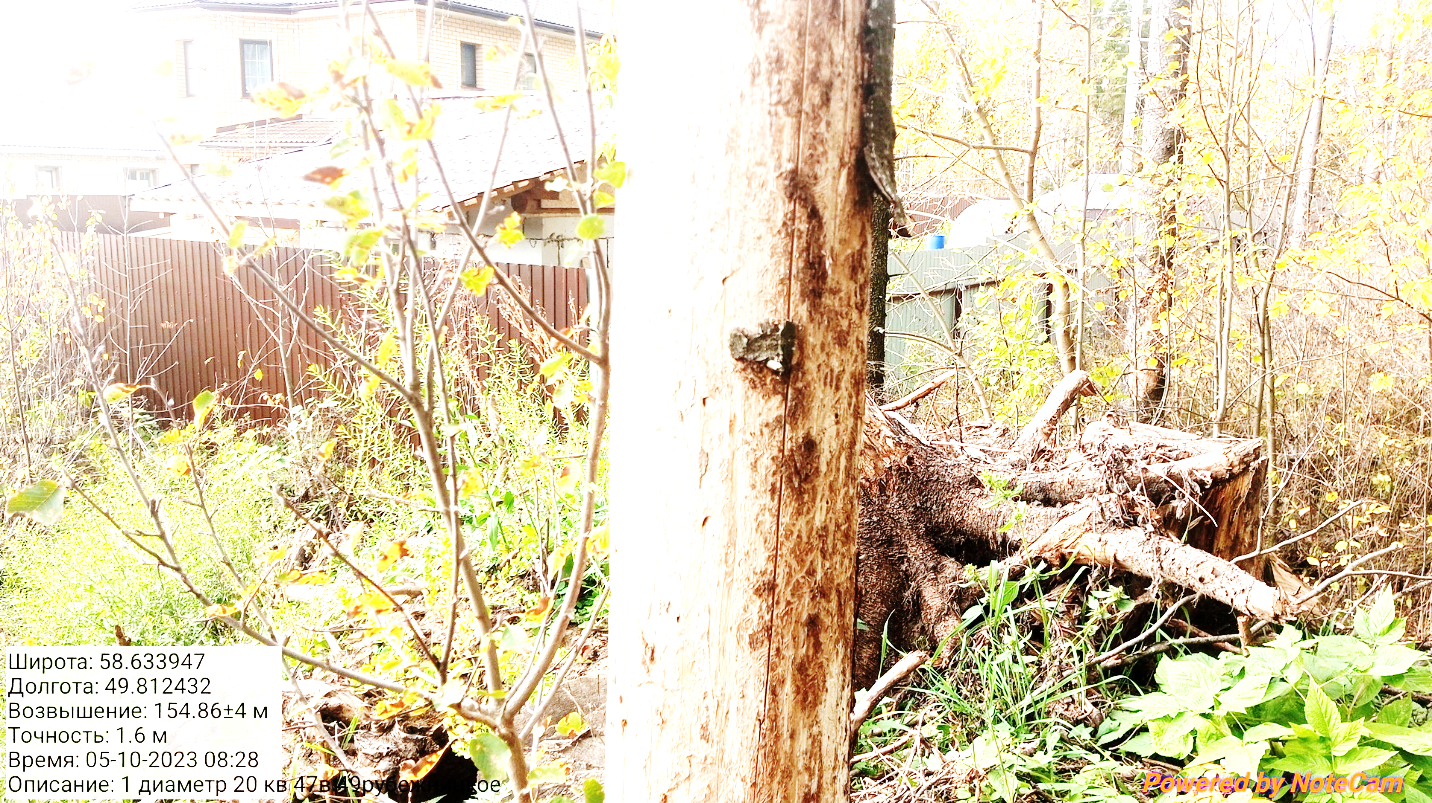 Широта: 58.633947
Долгота: 49.812432
Возвышение: 154.86±4 м
Точность: 1.6 м
Время: 05-10-2023 08:28
Описание: 1 диаметр 20 кв 47в
Powered by NoteCam